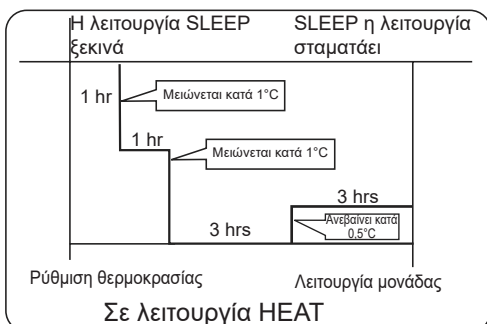 Η λειτουργία SLEEP
ξεκινά
SLEEP η λειτουργία
σταματάει
1 hr
Μειώνεται κατά 1°C
1 hr
Μειώνεται κατά 1°C
3 hrs
3 hrs
Ανεβαίνει κατά
0,5°C
Ρύθμιση θερμοκρασίας
Λειτουργία μονάδας
Σε λειτουργία HEAT